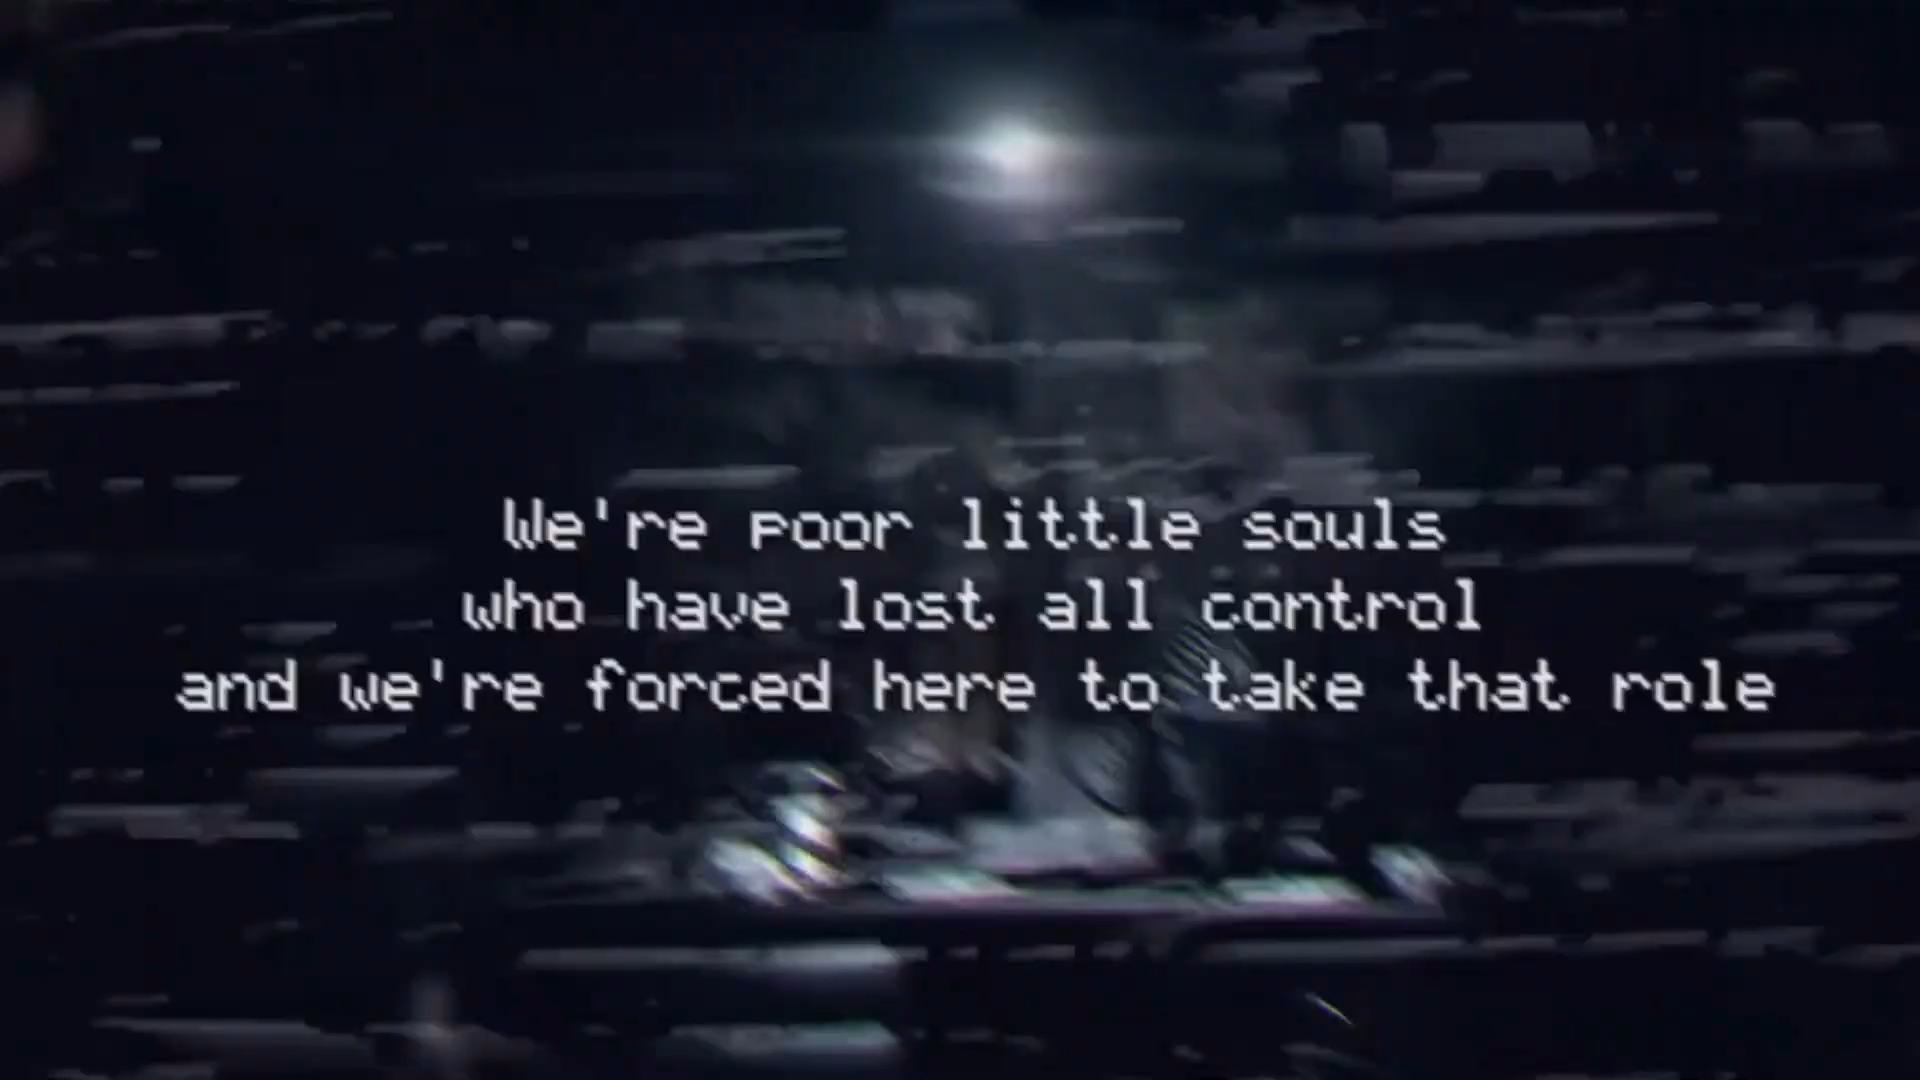 We're poor little souls
who have lost all control
and we're forced here to take that role